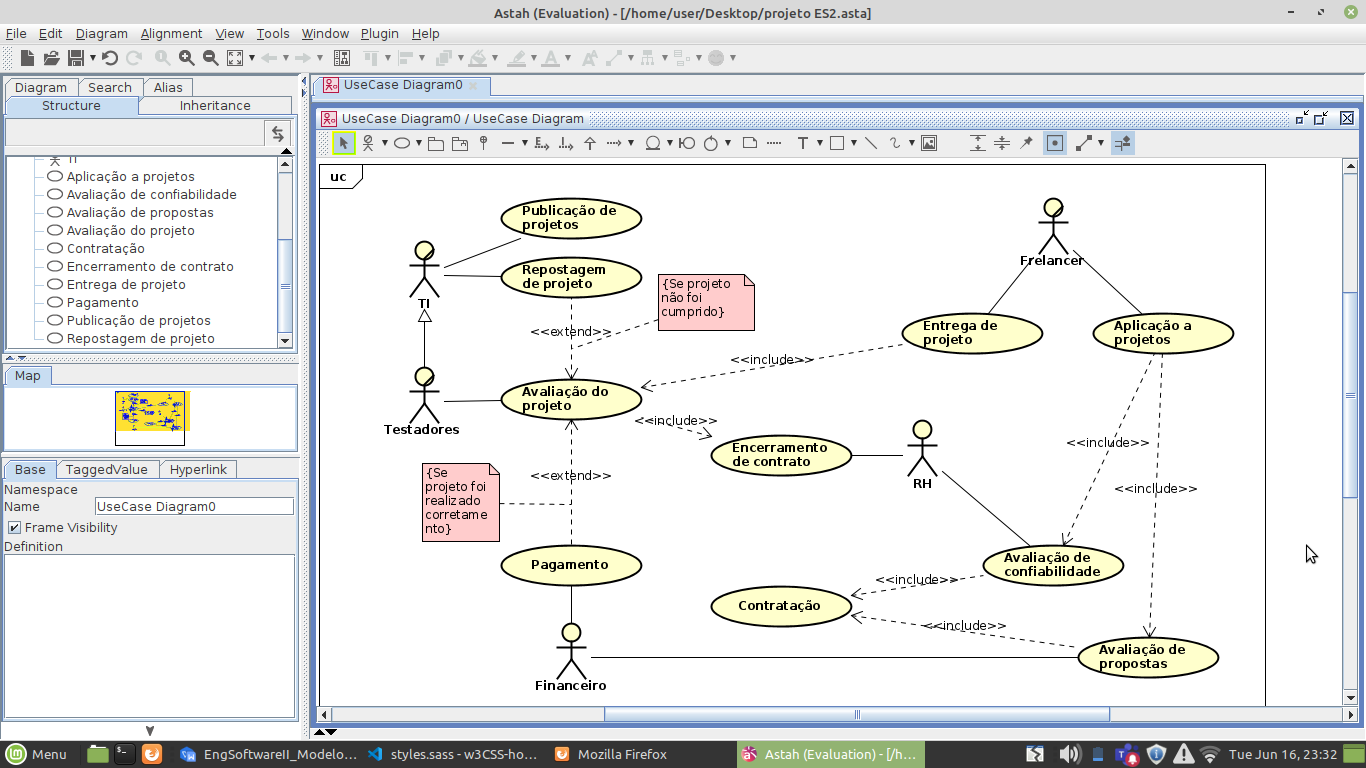 Astah (Evaluation) - [/home/user/Desktop/projeto ES2.asta]
File Edit Diagram Alignment View Tools Window Plugin Help
Diagram Search Alias
Structure Inheritance
TI
Aplicação a projetos
Avaliação de confiabilidade
Avaliação de propostas
Avaliação do projeto
Contratação
Encerramento de contrato
Entrega de projeto
Pagamento
Publicação de projetos
Repostagem de projeto
Map
Base TaggedValue Hyperlink
Namespace
Name UseCase Diagram0
Frame Visibility
Definition
UseCase Diagram0
UseCase Diagram0 / UseCase Diagram
uc
Publicação de
projetos
Repostagem
de projeto
TI
{Se projeto
não foi
cumprido}
<<extend>>
Frelancer
Entrega de
projeto
Aplicação a
projetos
<<include>>
Avaliação do
projeto
Testadores
<<include>>
Encerramento
de contrato
RH
<<include>>
<<include>>
{Se
projeto foi
realizado
corretame
nto}
<<extend>>
Pagamento
Avaliação de
confiabilidade
<<include>>
Contratação
<<include>>
Avaliação de
propostas
Financeiro
Menu
EngSoftwareII_Modelo...
styles.sass - w3CSS-ho...
Mozilla Firefox
Astah (Evaluation) - [/h...
Tue Jun 16, 23:32